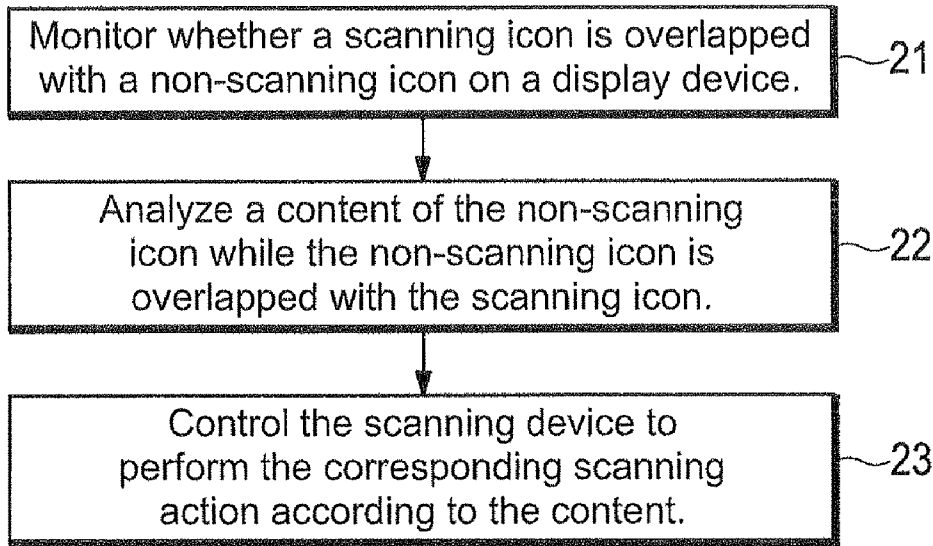 Monitor whether a scanning icon is overlapped
with a non-scanning icon on a display device.
21
Analyze a content of the non-scanning
icon while the non-scanning icon is
overlapped with the scanning icon.
22
Control the scanning device to
perform the corresponding scanning
action according to the content.
23